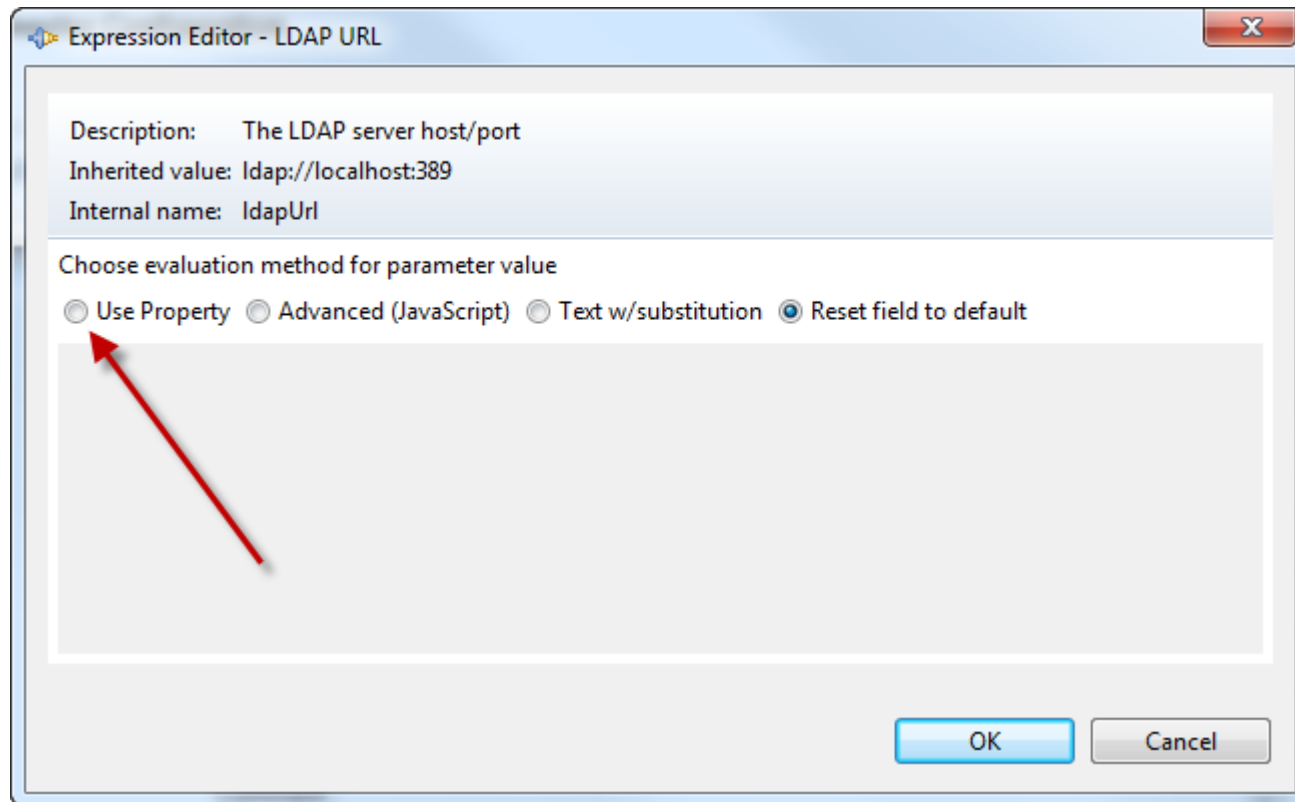 Expression Editor - LDAP URL
Description: The LDAP server host/port
Inherited value: ldap://localhost:389
Internal name: ldapUrl
Choose evaluation method for parameter value
Use Property Advanced (JavaScript) Text w/substitution Reset field to default
OK Cancel